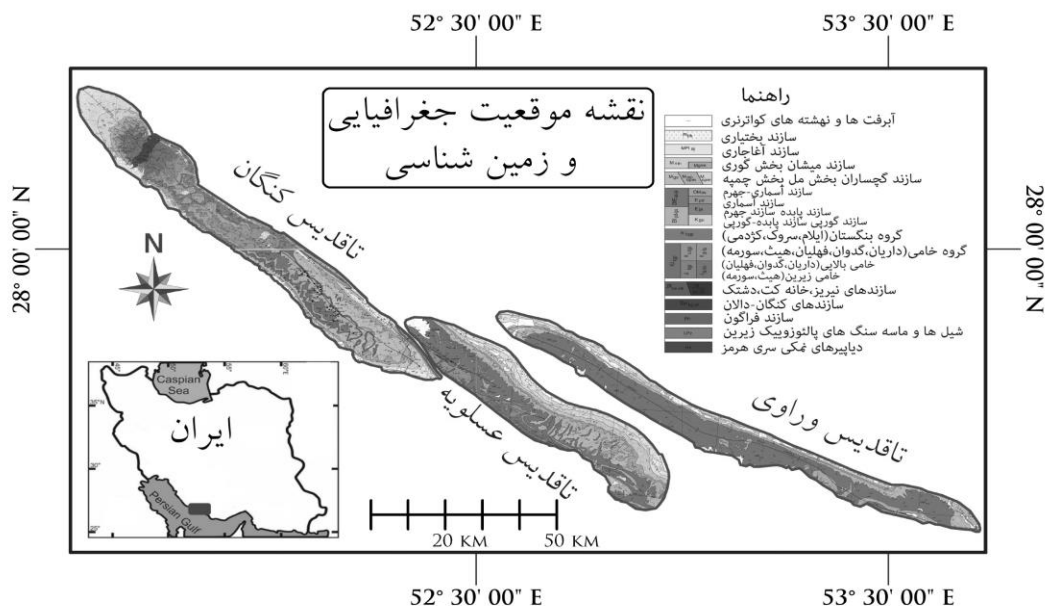 52° 30' 00" E
53° 30' 00" E
28° 00' 00" N
28° 00' 00" N
نقشه موقعیت جغرافیایی
و زمین شناسی
راهنما
آبرفت ها و نهشته های کواترنری
سازند بختیاری
سازند آغاجاری
سازند میشان بخش گوری
سازند گچساران بخش مل بخش چمپه
سازند آسماری-جهرم
سازند آسماری
سازند پابده سازند جهرم
سازند گورپی سازند پابده-گورپی
گروه بنگستان(ایلام،سروک،کژدمی)
گروه خامی(داریان،گدوان،فهلیان،هیث،سورمه)
خامی بالایی(داریان،گدوان،فهلیان)
خامی زیرین(هیث،سورمه)
سازندهای نیریز،خانه کت،دشتک
سازندهای کنگان-دالان
سازند فراگون
شیل ها و ماسه سنگ های پالئوزوییک زیرین
دیاپیرهای نمکی سری هرمز
تاقدیس کنگان
تاقدیس عسلویه
تاقدیس وراوی
N
Caspian
Sea
ایران
Persian Gulf
20 KM
50 KM
52° 30' 00" E
53° 30' 00" E